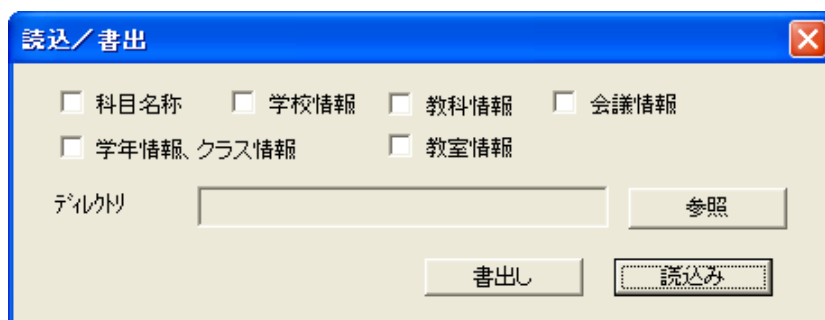 読込／書出
科目名称 学校情報 教科情報 会議情報
学年情報、クラス情報 教室情報
ﾃﾞｨﾚｸﾄﾘ 参照
書出し 読込み